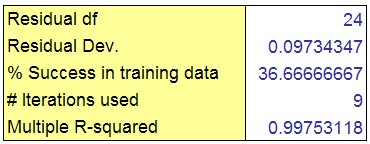 Residual df 24
Residual Dev. 0.09734347
% Success in training data 36.66666667
# Iterations used 9
Multiple R-squared 0.99753118